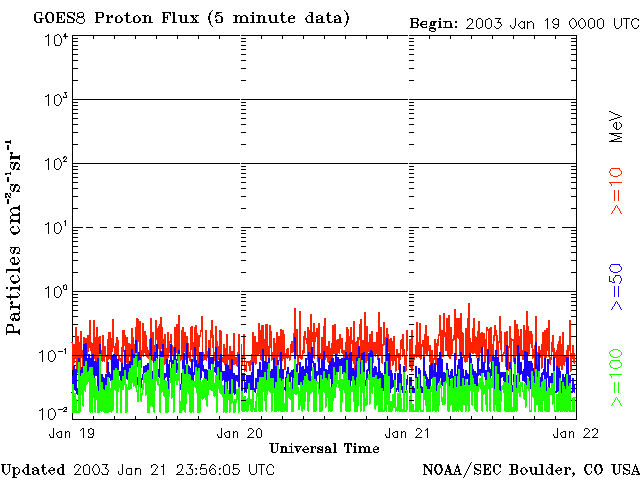 GOES8 Proton Flux (5 minute data)
Begin: 2003 Jan 19 0000 UTC
10⁴
10³
10²
10¹
10⁰
10⁻¹
10⁻²
Particles cm⁻²s⁻¹sr⁻¹
MeV
>=10
>=50
>=100
Jan 19
Jan 20
Jan 21
Jan 22
Universal Time
Updated 2003 Jan 21 23:56:05 UTC
NOAA/SEC Boulder, CO USA